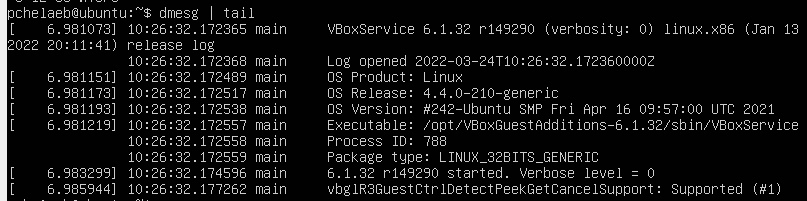 pchelaeb@ubuntu:~$ dmesg | tail
[    6.981073] 10:26:32.172365 main     VBoxService 6.1.32 r149290 (verbosity: 0) linux.x86 (Jan 13
2022 20:11:41) release log
               10:26:32.172368 main     Log opened 2022-03-24T10:26:32.172360000Z
[    6.981151] 10:26:32.172489 main     OS Product: Linux
[    6.981173] 10:26:32.172517 main     OS Release: 4.4.0-210-generic
[    6.981193] 10:26:32.172538 main     OS Version: #242-Ubuntu SMP Fri Apr 16 09:57:00 UTC 2021
[    6.981219] 10:26:32.172557 main     Executable: /opt/VBoxGuestAdditions-6.1.32/sbin/VBoxService
               10:26:32.172558 main     Process ID: 788
               10:26:32.172559 main     Package type: LINUX_32BITS_GENERIC
[    6.983299] 10:26:32.174596 main     6.1.32 r149290 started. Verbose level = 0
[    6.985944] 10:26:32.177262 main     vbglR3GuestCtrlDetectPeekGetCancelSupport: Supported (#1)